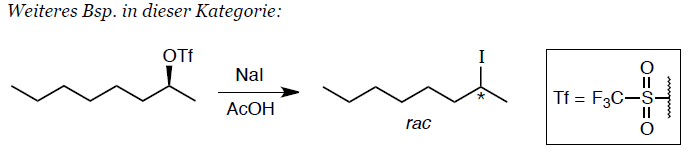 Weiteres Bsp. in dieser Kategorie:
OTf
NaI
AcOH
I
*
rac
Tf = F₃C–S
O
O